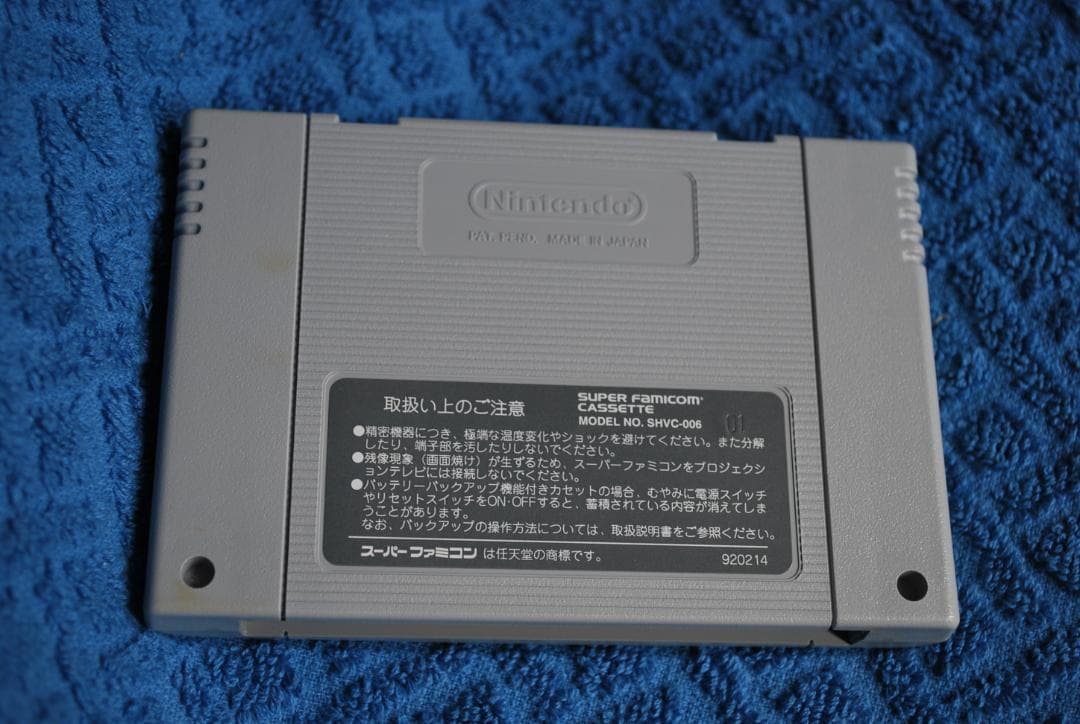 Nintendo
PAT. PEND. MADE IN JAPAN
取扱い上のご注意
SUPER FAMICOM
CASSETTE
MODEL NO. SHVC-006
01
●精密機器につき、極端な温度変化やショックを避けてください。また分解
したり、端子部を汚したりしないでください。
●残像現象（画面焼け）が生ずるため、スーパーファミコンをプロジェクシ
ョンテレビには接続しないでください。
●バッテリーバックアップ機能付きカセットの場合、むやみに電源スイッチ
やリセットスイッチをON·OFFすると、蓄積されている内容が消えてしま
うことがあります。
なお、バックアップの操作方法については、取扱説明書をご参照ください。
スーパーファミコン は任天堂の商標です。
920214